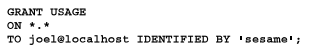 GRANT USAGE
ON *.*
TO joel@localhost IDENTIFIED BY 'sesame';